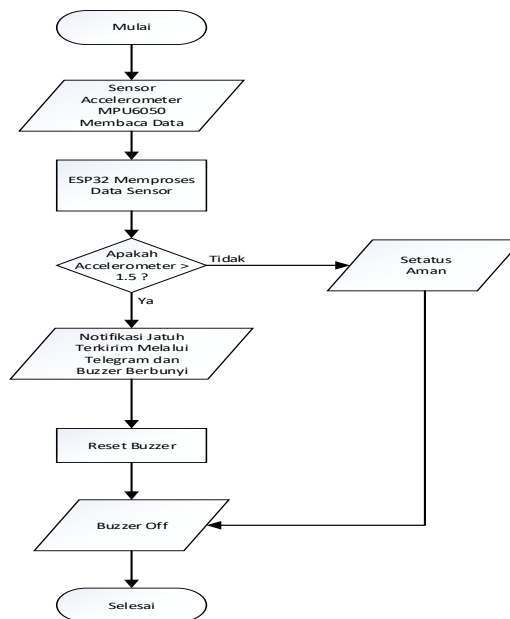 Mulai
Sensor
Accelerometer
MPU6050
Membaca Data
ESP32 Memproses
Data Sensor
Apakah
Accelerometer >
1.5 ?
Tidak
Setatus
Aman
Ya
Notifikasi Jatuh
Terkirim Melalui
Telegram dan
Buzzer Berbunyi
Reset Buzzer
Buzzer Off
Selesai